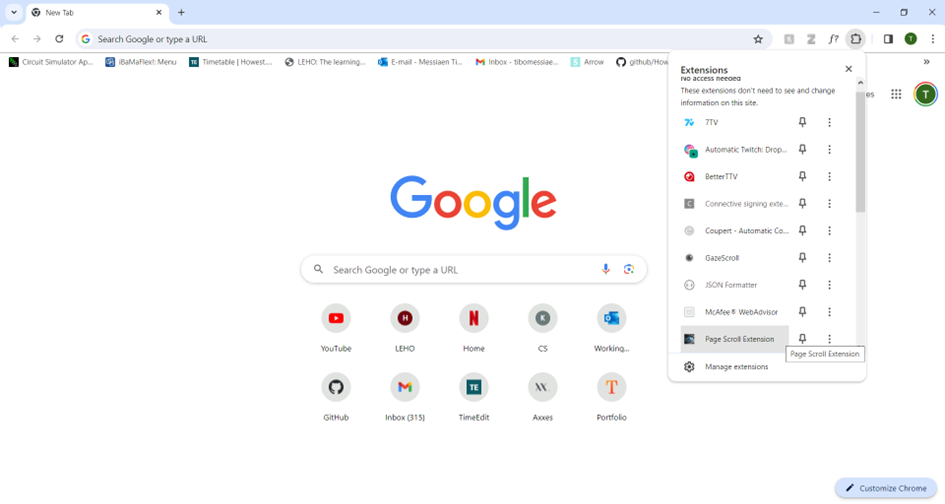 New Tab
Search Google or type a URL
f?
T
Circuit Simulator Ap...
iBaMaFlex!: Menu
TE
Timetable | Howest....
LEHO: The learning...
E-mail - Messiaen Ti...
Inbox - tibomessiae...
Arrow
github/How
Extensions
No access needed
These extensions don't need to see and change
information on this site.
es
T
7TV
Automatic Twitch: Drop...
BetterTTV
C
Connective signing exte...
Coupert - Automatic Co...
GazeScroll
JSON Formatter
McAfee® WebAdvisor
Page Scroll Extension
Page Scroll Extension
Manage extensions
Google
Search Google or type a URL
H
N
K
YouTube
LEHO
Home
CS
Working...
TE
T
GitHub
Inbox (315)
TimeEdit
Axxes
Portfolio
Customize Chrome